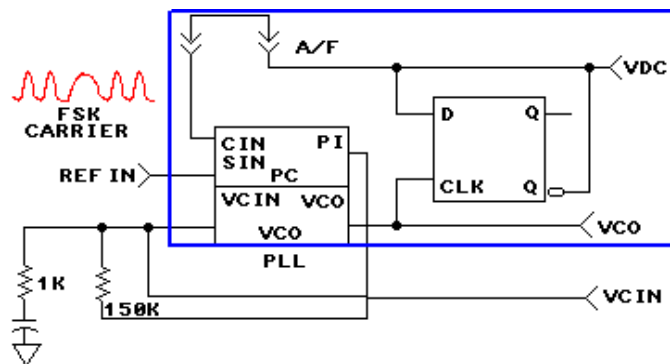 A/F
VDC
FSK
CARRIER
D Q
CIN PI
SIN
REF IN PC
CLK Q
VCIN VCO
VCO
VCO
PLL
1K
150K
VCIN